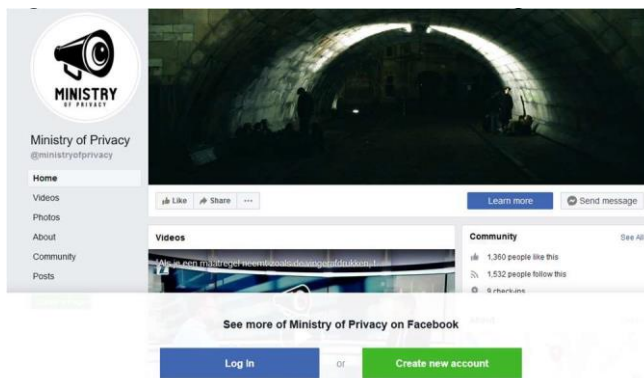 MINISTRY
OF PRIVACY
Ministry of Privacy
@ministryofprivacy
Home
Videos
Photos
About
Community
Posts
Like Share
Learn more
Send message
Videos
Community
See All
1,360 people like this
1,532 people follow this
9 check-ins
See more of Ministry of Privacy on Facebook
Log In
or
Create new account